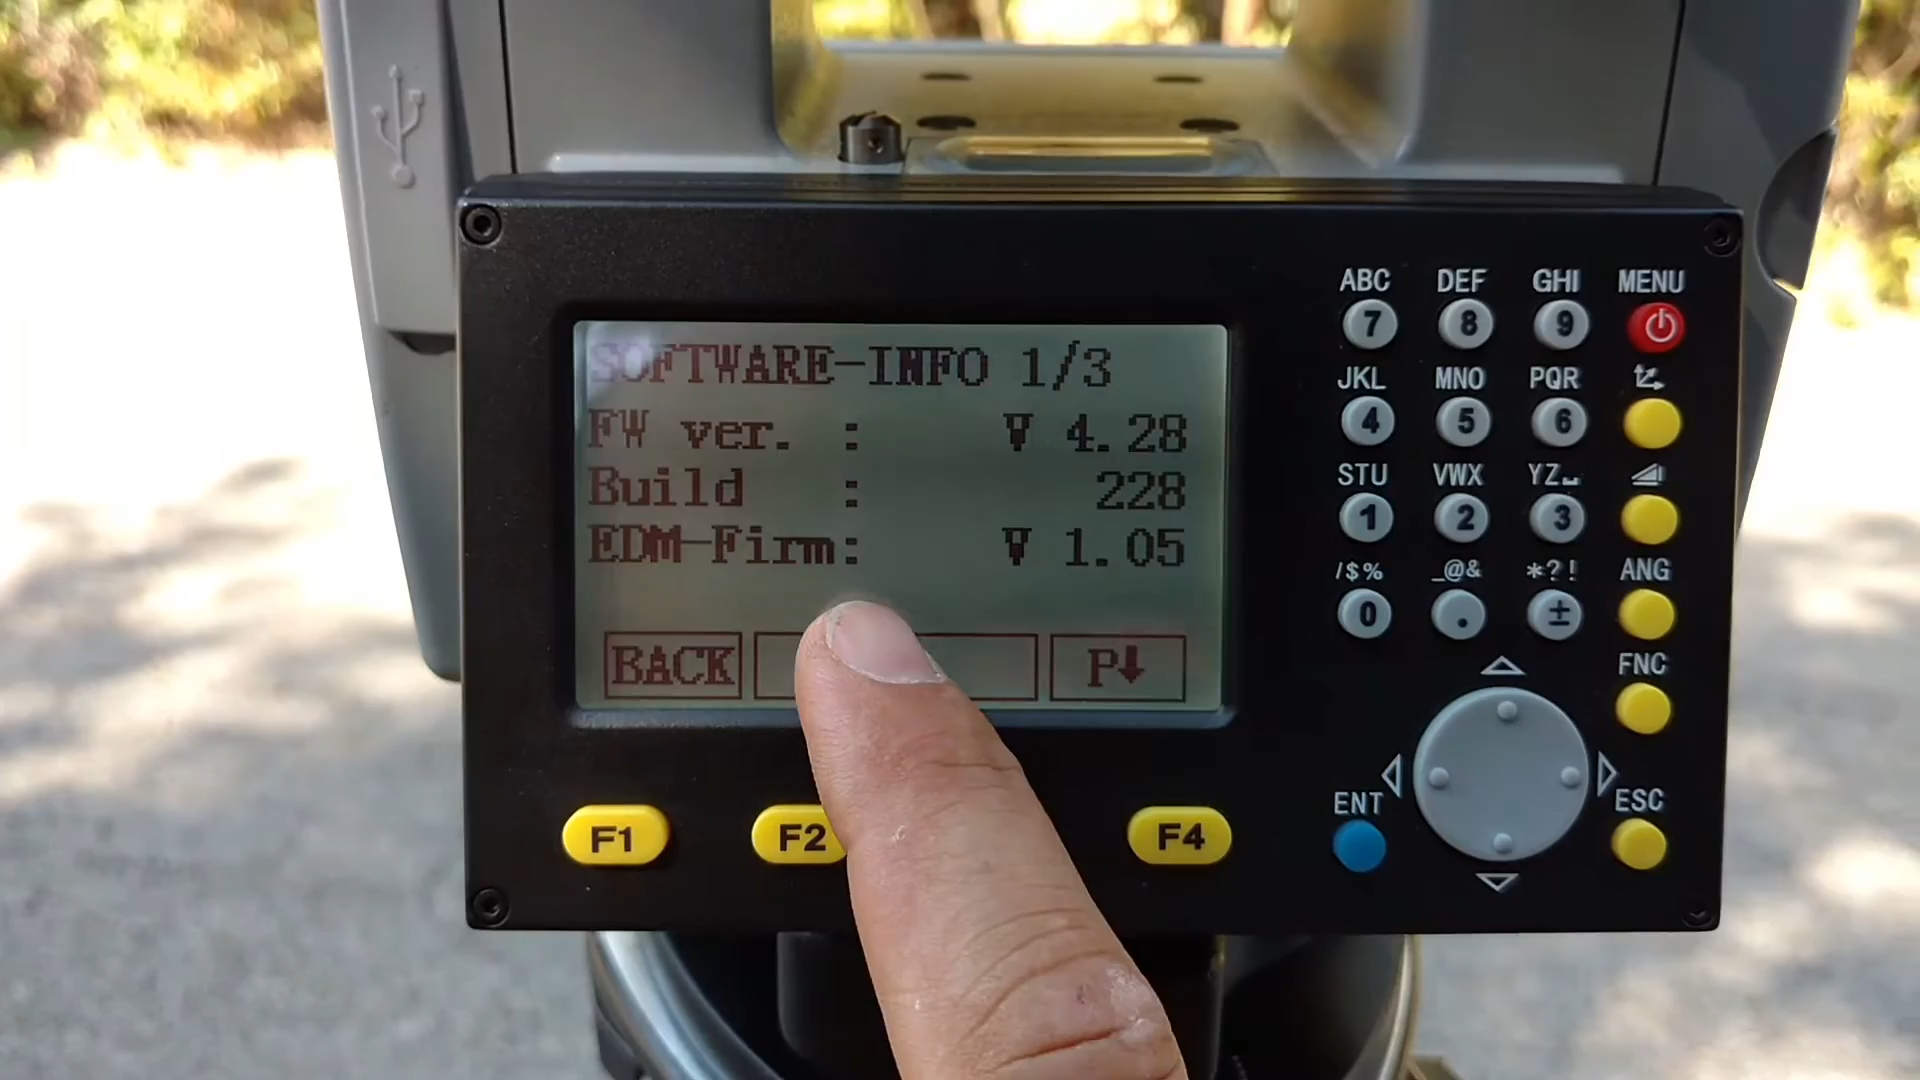 SOFTWARE-INFO 1/3
FW ver. : V 4.28
Build : 228
EDM-Firm: V 1.05
BACK P↓
F1 F2 F4
ABC DEF GHI MENU
7 8 9
JKL MNO PQR
4 5 6
STU VWX YZ␣
1 2 3
/$% _@& *?! ANG
0 . ±
FNC
ENT ESC